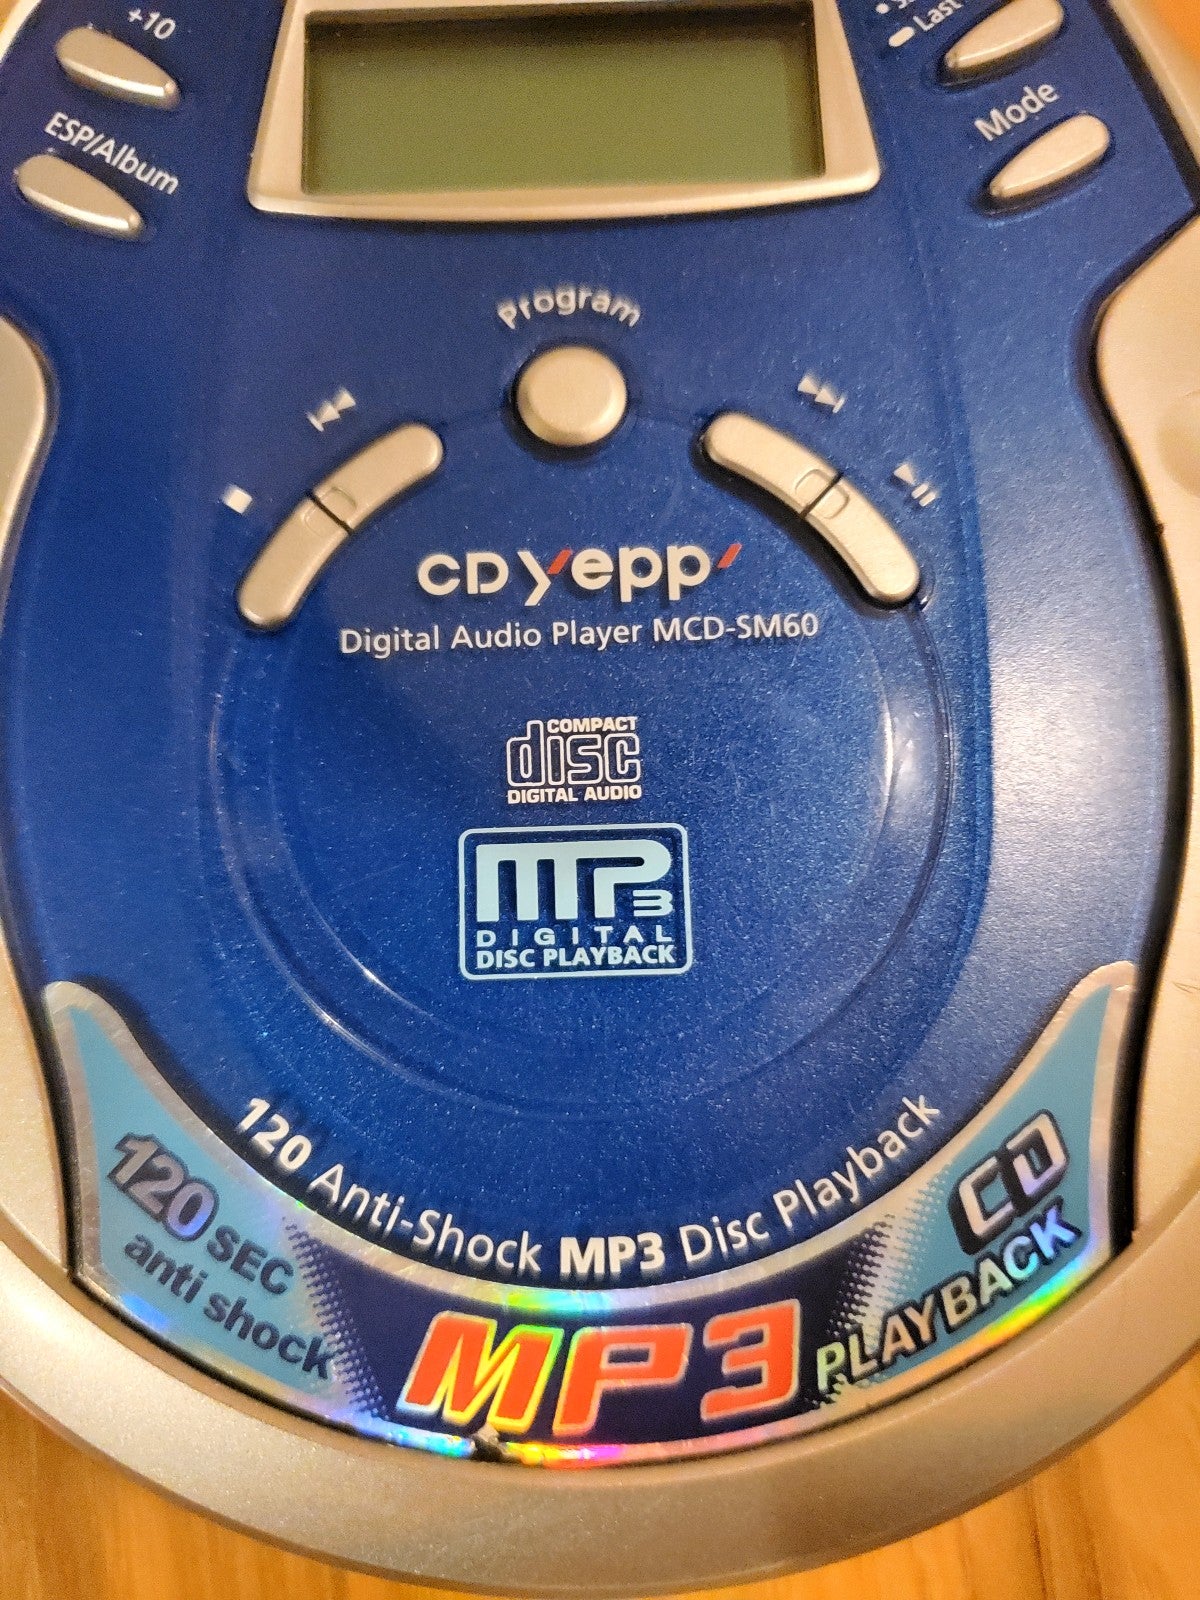 +10
Last
ESP/Album
Mode
Program
CD yepp'
Digital Audio Player MCD-SM60
COMPACT
disc
DIGITAL AUDIO
MP3
DIGITAL
DISC PLAYBACK
120 Anti-Shock MP3 Disc Playback
120 SEC
anti shock
MP3
CD
PLAYBACK